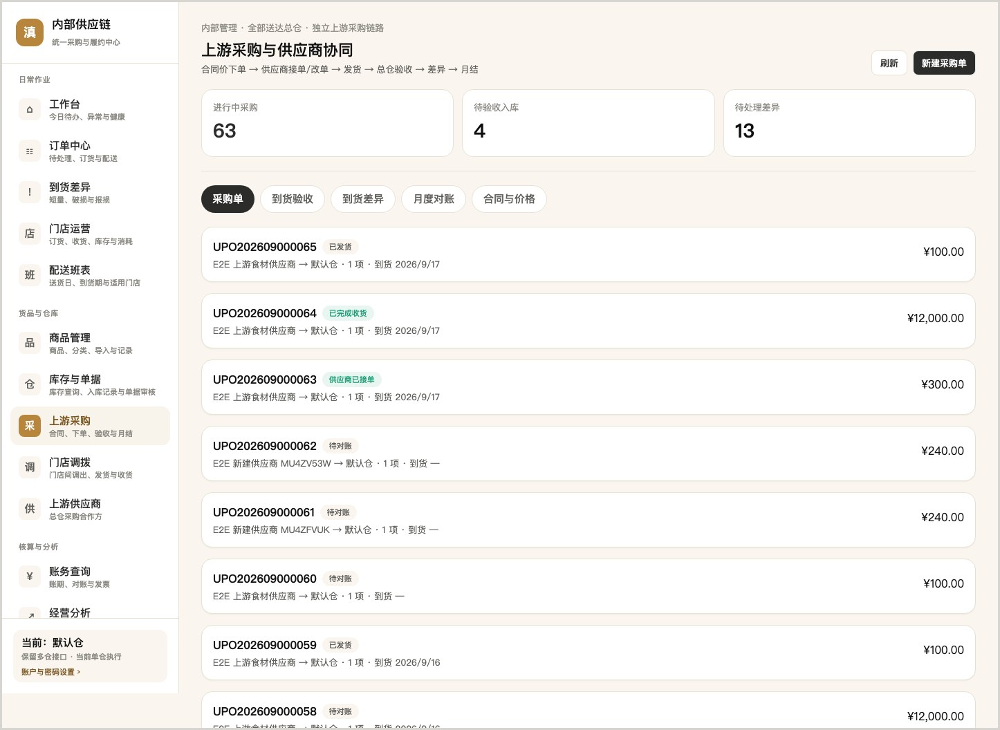 滇
内部供应链
统一采购与履约中心
日常作业
工作台
今日待办、异常与健康
订单中心
待处理、订货与配送
!
到货差异
短量、破损与报损
店
门店运营
订货、收货、库存与消耗
班
配送班表
送货日、到货期与适用门店
货品与仓库
品
商品管理
商品、分类、导入与记录
仓
库存与单据
库存查询、入库记录与单据审核
采
上游采购
合同、下单、验收与月结
调
门店调拨
门店间调出、发货与收货
供
上游供应商
总仓采购合作方
核算与分析
¥
账务查询
账期、对账与发票
经营分析
当前：默认仓
保留多仓接口 · 当前单仓执行
账户与密码设置 ›
内部管理 · 全部送达总仓 · 独立上游采购链路
上游采购与供应商协同
合同价下单 → 供应商接单/改单 → 发货 → 总仓验收 → 差异 → 月结
刷新
新建采购单
进行中采购
63
待验收入库
4
待处理差异
13
采购单
到货验收
到货差异
月度对账
合同与价格
UPO202609000065 已发货
E2E 上游食材供应商 → 默认仓 · 1 项 · 到货 2026/9/17
¥100.00
UPO202609000064 已完成收货
E2E 上游食材供应商 → 默认仓 · 1 项 · 到货 2026/9/17
¥12,000.00
UPO202609000063 供应商已接单
E2E 上游食材供应商 → 默认仓 · 1 项 · 到货 2026/9/17
¥300.00
UPO202609000062 待对账
E2E 新建供应商 MU4ZV53W → 默认仓 · 1 项 · 到货 —
¥240.00
UPO202609000061 待对账
E2E 新建供应商 MU4ZFVUK → 默认仓 · 1 项 · 到货 —
¥240.00
UPO202609000060 待对账
E2E 上游食材供应商 → 默认仓 · 1 项 · 到货 —
¥100.00
UPO202609000059 已发货
E2E 上游食材供应商 → 默认仓 · 1 项 · 到货 2026/9/16
¥100.00
UPO202609000058 待对账
E2E 上游食材供应商 → 默认仓 · 1 项 · 到货 2026/9/16
¥12,000.00